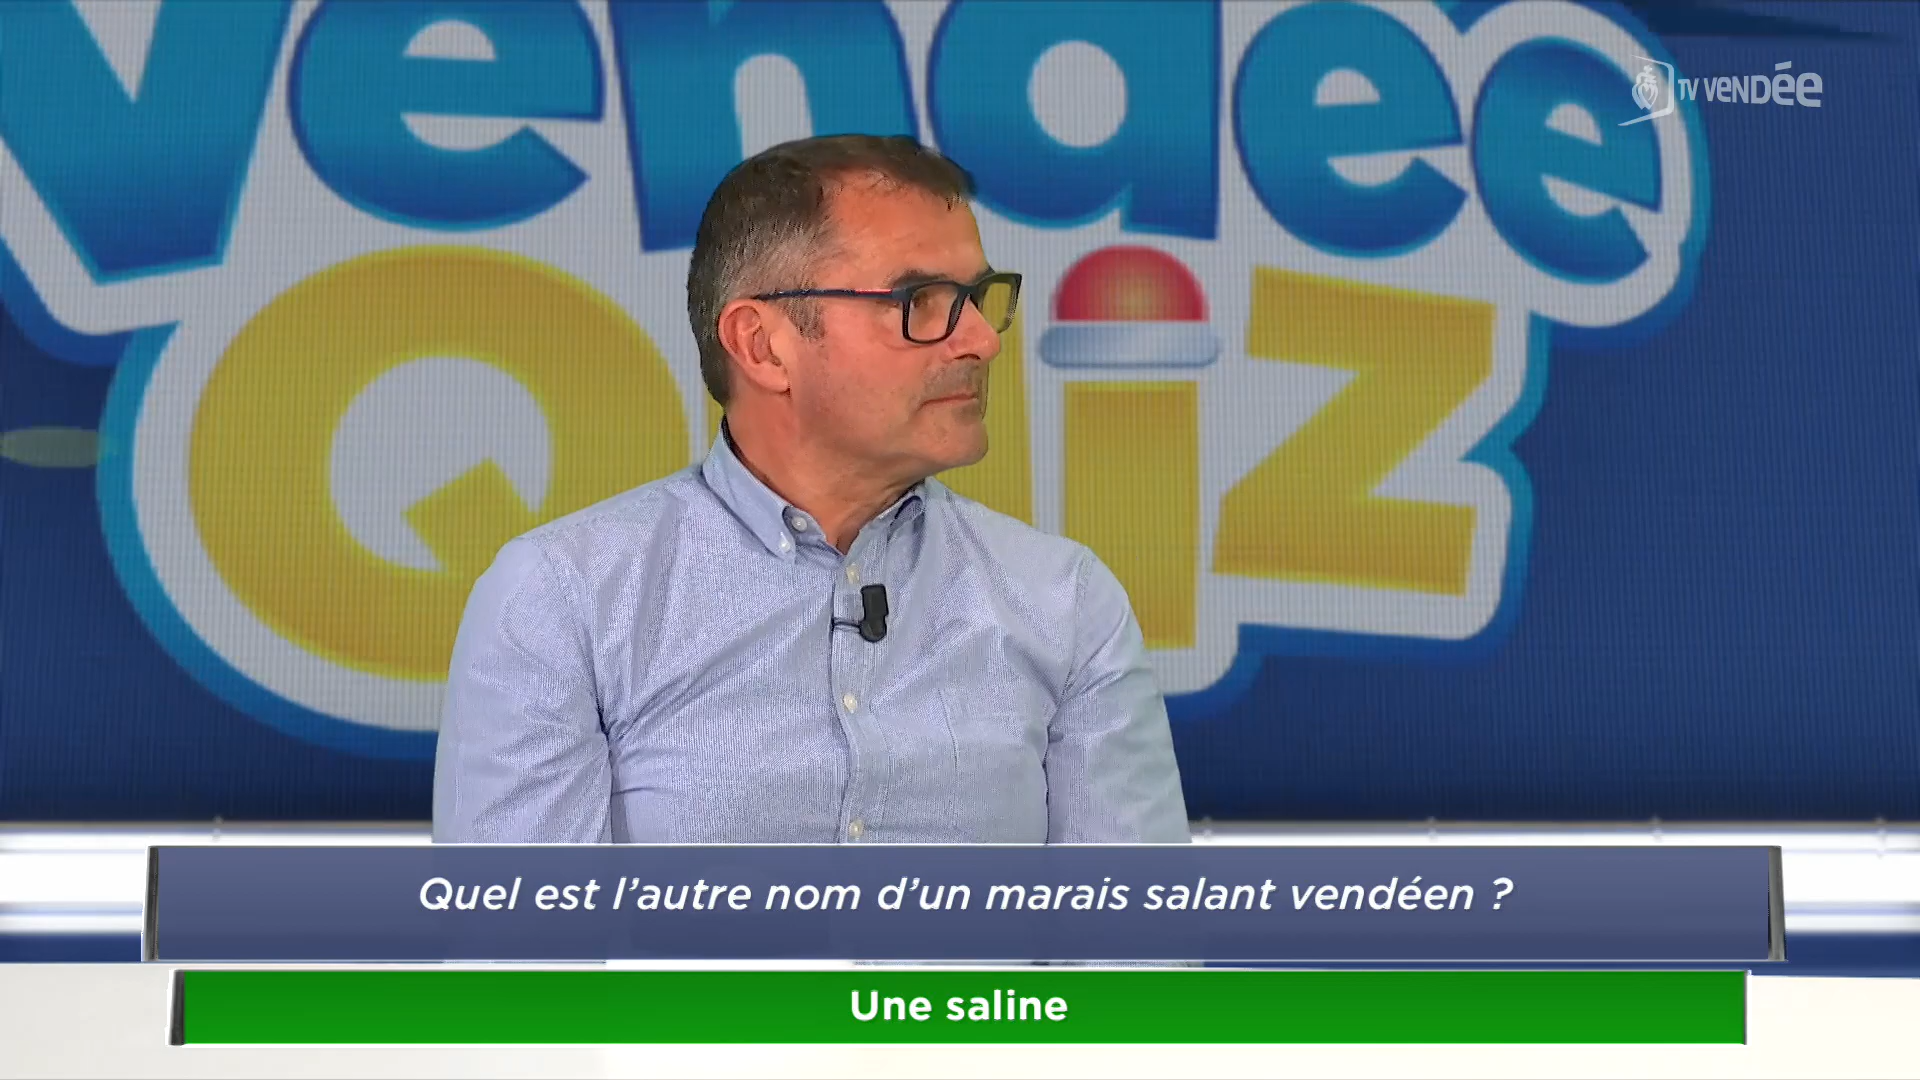 Vendée
TV VENDÉE
Quiz
Quel est l'autre nom d'un marais salant vendéen ?
Une saline